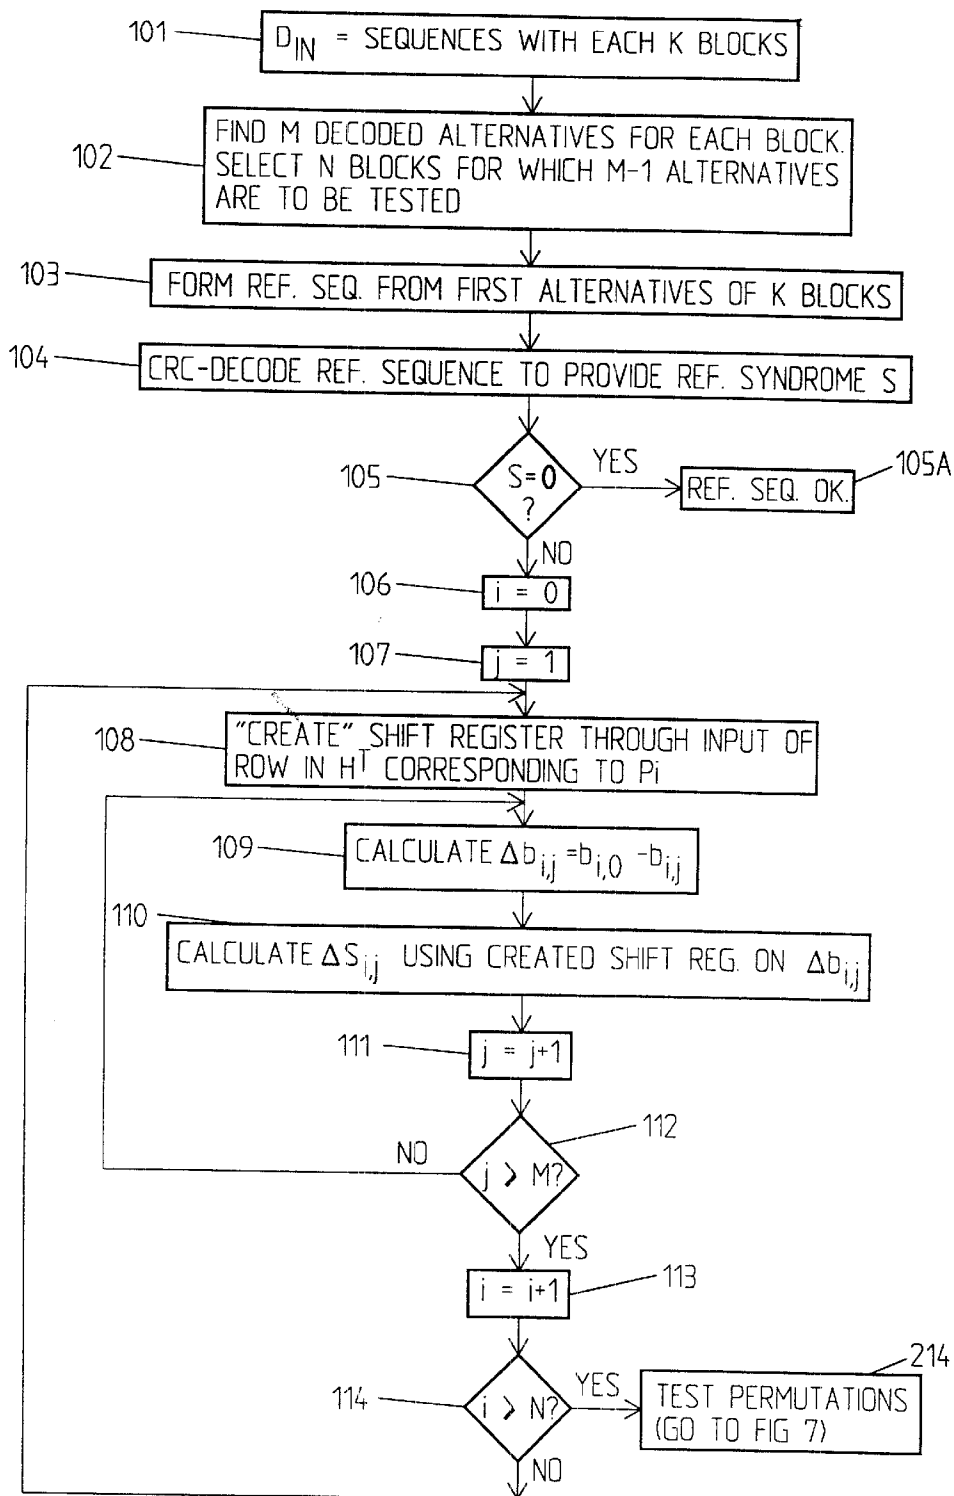 101
D_IN = SEQUENCES WITH EACH K BLOCKS
102
FIND M DECODED ALTERNATIVES FOR EACH BLOCK.
SELECT N BLOCKS FOR WHICH M-1 ALTERNATIVES
ARE TO BE TESTED
103
FORM REF. SEQ. FROM FIRST ALTERNATIVES OF K BLOCKS
104
CRC-DECODE REF. SEQUENCE TO PROVIDE REF. SYNDROME S
105
S=0
?
YES
105A
REF. SEQ. OK.
NO
106
i = 0
107
j = 1
108
"CREATE" SHIFT REGISTER THROUGH INPUT OF
ROW IN H^T CORRESPONDING TO Pi
109
CALCULATE Δb_i,j = b_i,0 - b_i,j
110
CALCULATE ΔS_i,j USING CREATED SHIFT REG. ON Δb_i,j
111
j = j+1
112
NO
j > M?
YES
113
i = i+1
114
i > N?
YES
214
TEST PERMUTATIONS
(GO TO FIG 7)
NO